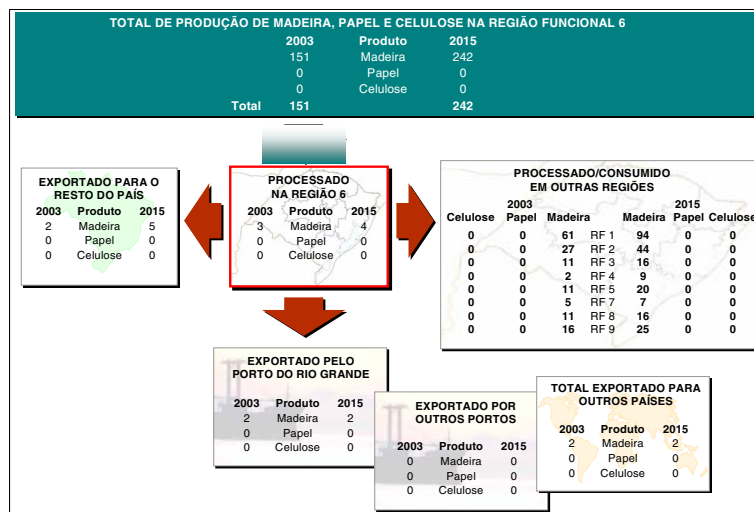 TOTAL DE PRODUÇÃO DE MADEIRA, PAPEL E CELULOSE NA REGIÃO FUNCIONAL 6
2003 Produto 2015
151 Madeira 242
0 Papel 0
0 Celulose 0
Total 151 242
EXPORTADO PARA O
RESTO DO PAÍS
2003 Produto 2015
2 Madeira 5
0 Papel 0
0 Celulose 0
PROCESSADO
NA REGIÃO 6
2003 Produto 2015
3 Madeira 4
0 Papel 0
0 Celulose 0
PROCESSADO/CONSUMIDO
EM OUTRAS REGIÕES
2003 2015
Celulose Papel Madeira Madeira Papel Celulose
0 0 61 RF 1 94 0 0
0 0 27 RF 2 44 0 0
0 0 11 RF 3 16 0 0
0 0 2 RF 4 9 0 0
0 0 11 RF 5 20 0 0
0 0 5 RF 7 7 0 0
0 0 11 RF 8 16 0 0
0 0 16 RF 9 25 0 0
EXPORTADO PELO
PORTO DO RIO GRANDE
2003 Produto 2015
2 Madeira 2
0 Papel 0
0 Celulose 0
EXPORTADO POR
OUTROS PORTOS
2003 Produto 2015
0 Madeira 0
0 Papel 0
0 Celulose 0
TOTAL EXPORTADO PARA
OUTROS PAÍSES
2003 Produto 2015
2 Madeira 2
0 Papel 0
0 Celulose 0